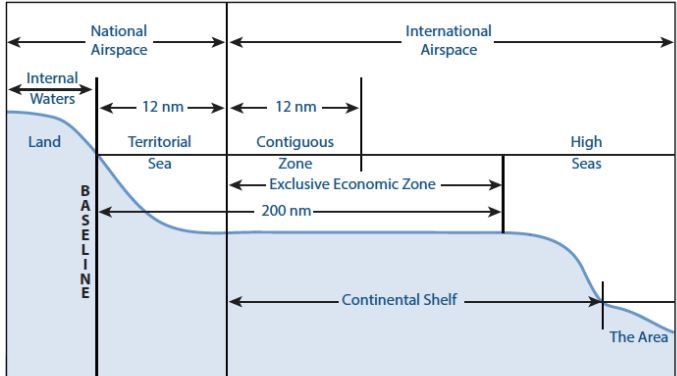 National
Airspace
International
Airspace
Internal
Waters
12 nm
12 nm
Land
Territorial
Sea
Contiguous
Zone
High
Seas
Exclusive Economic Zone
200 nm
BASELINE
Continental Shelf
The Area